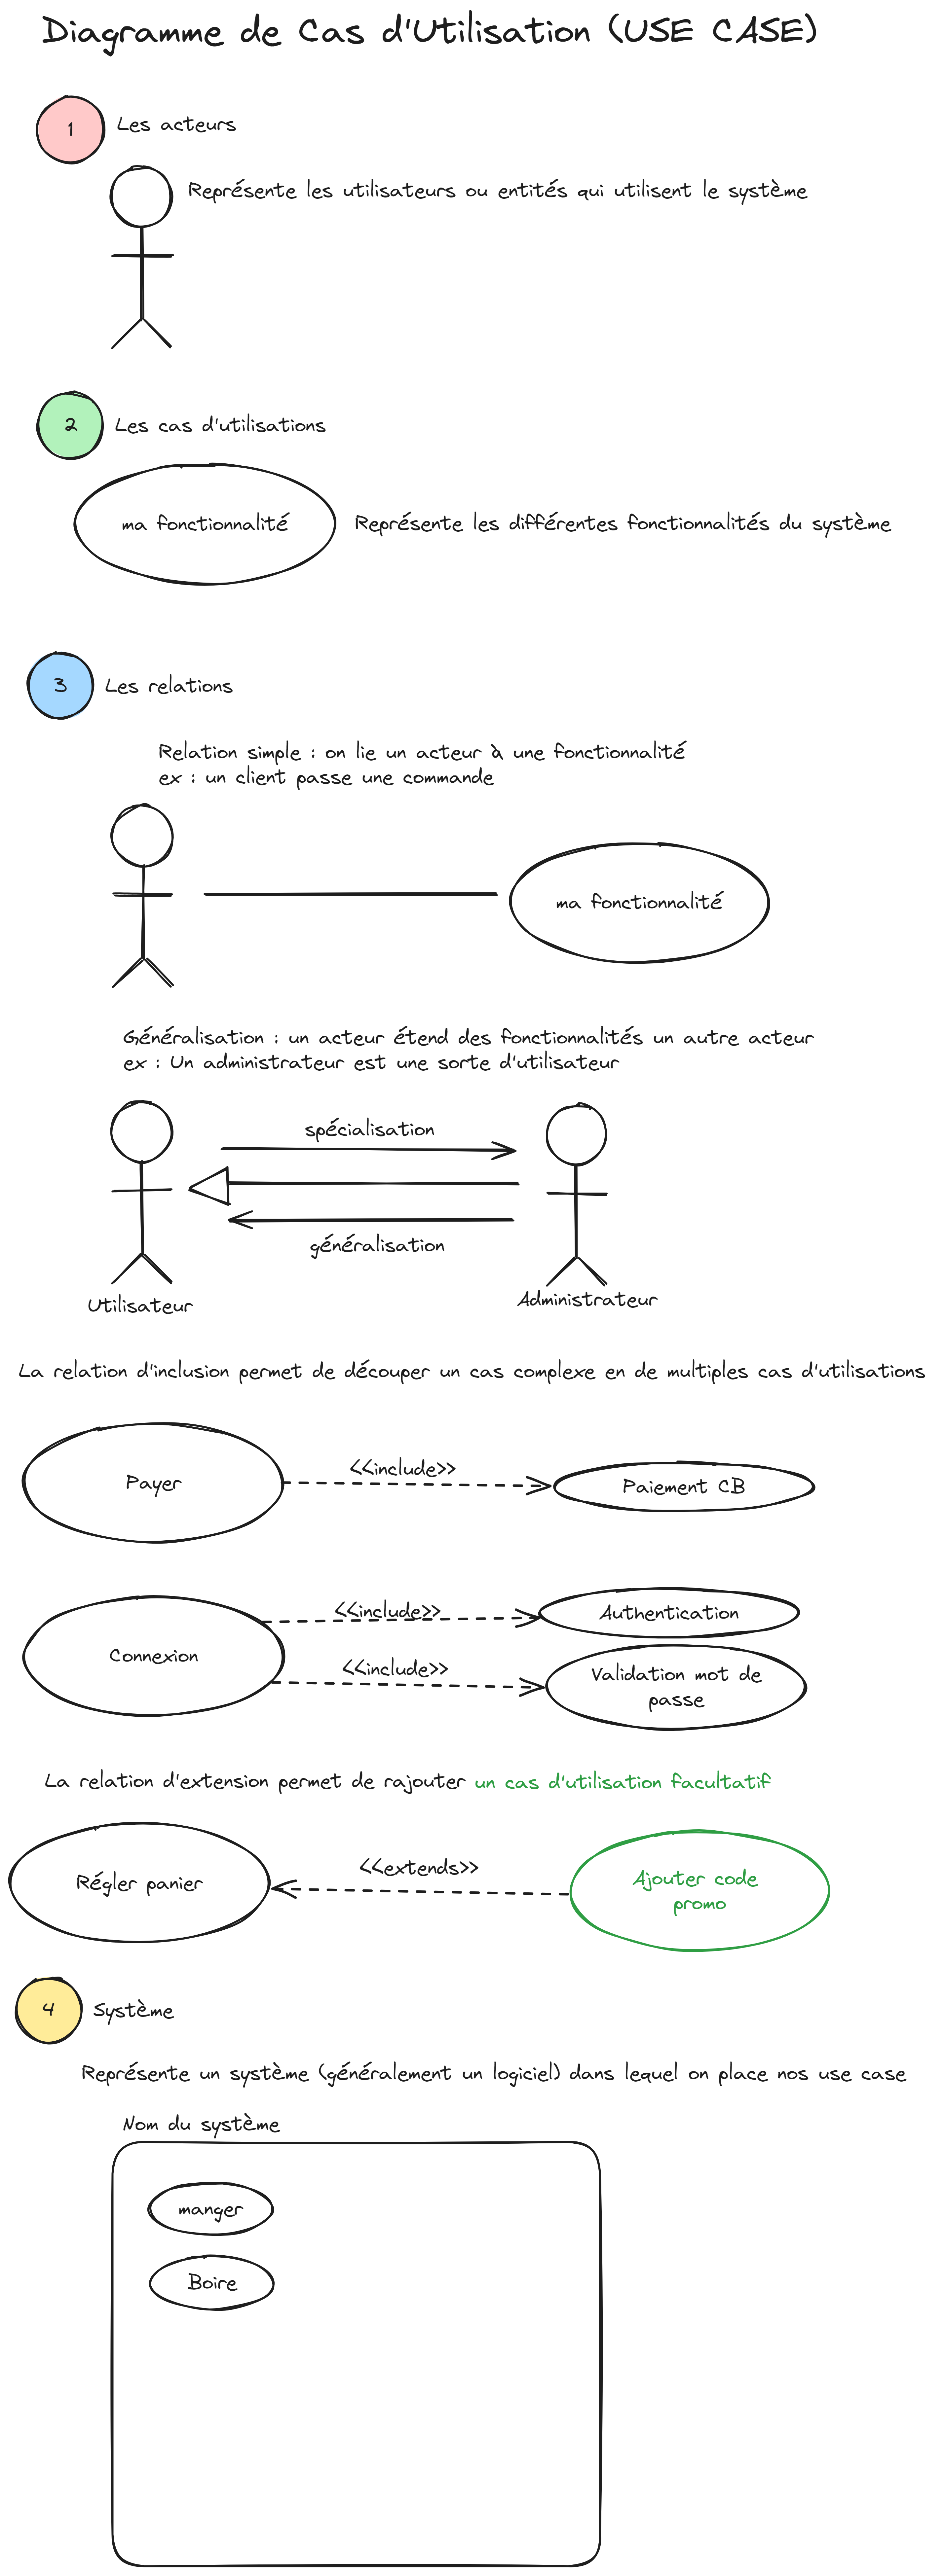 Diagramme de Cas d'Utilisation (USE CASE)
1
Les acteurs
Représente les utilisateurs ou entités qui utilisent le système
2
Les cas d'utilisations
ma fonctionnalité
Représente les différentes fonctionnalités du système
3
Les relations
Relation simple : on lie un acteur à une fonctionnalité
ex : un client passe une commande
ma fonctionnalité
Généralisation : un acteur étend des fonctionnalités un autre acteur
ex : Un administrateur est une sorte d'utilisateur
spécialisation
généralisation
Utilisateur
Administrateur
La relation d'inclusion permet de découper un cas complexe en de multiples cas d'utilisations
Payer
<<include>>
Paiement CB
<<include>>
Authentication
Connexion
<<include>>
Validation mot de
passe
La relation d'extension permet de rajouter un cas d'utilisation facultatif
Régler panier
<<extends>>
Ajouter code
promo
4
Système
Représente un système (généralement un logiciel) dans lequel on place nos use case
Nom du système
manger
Boire